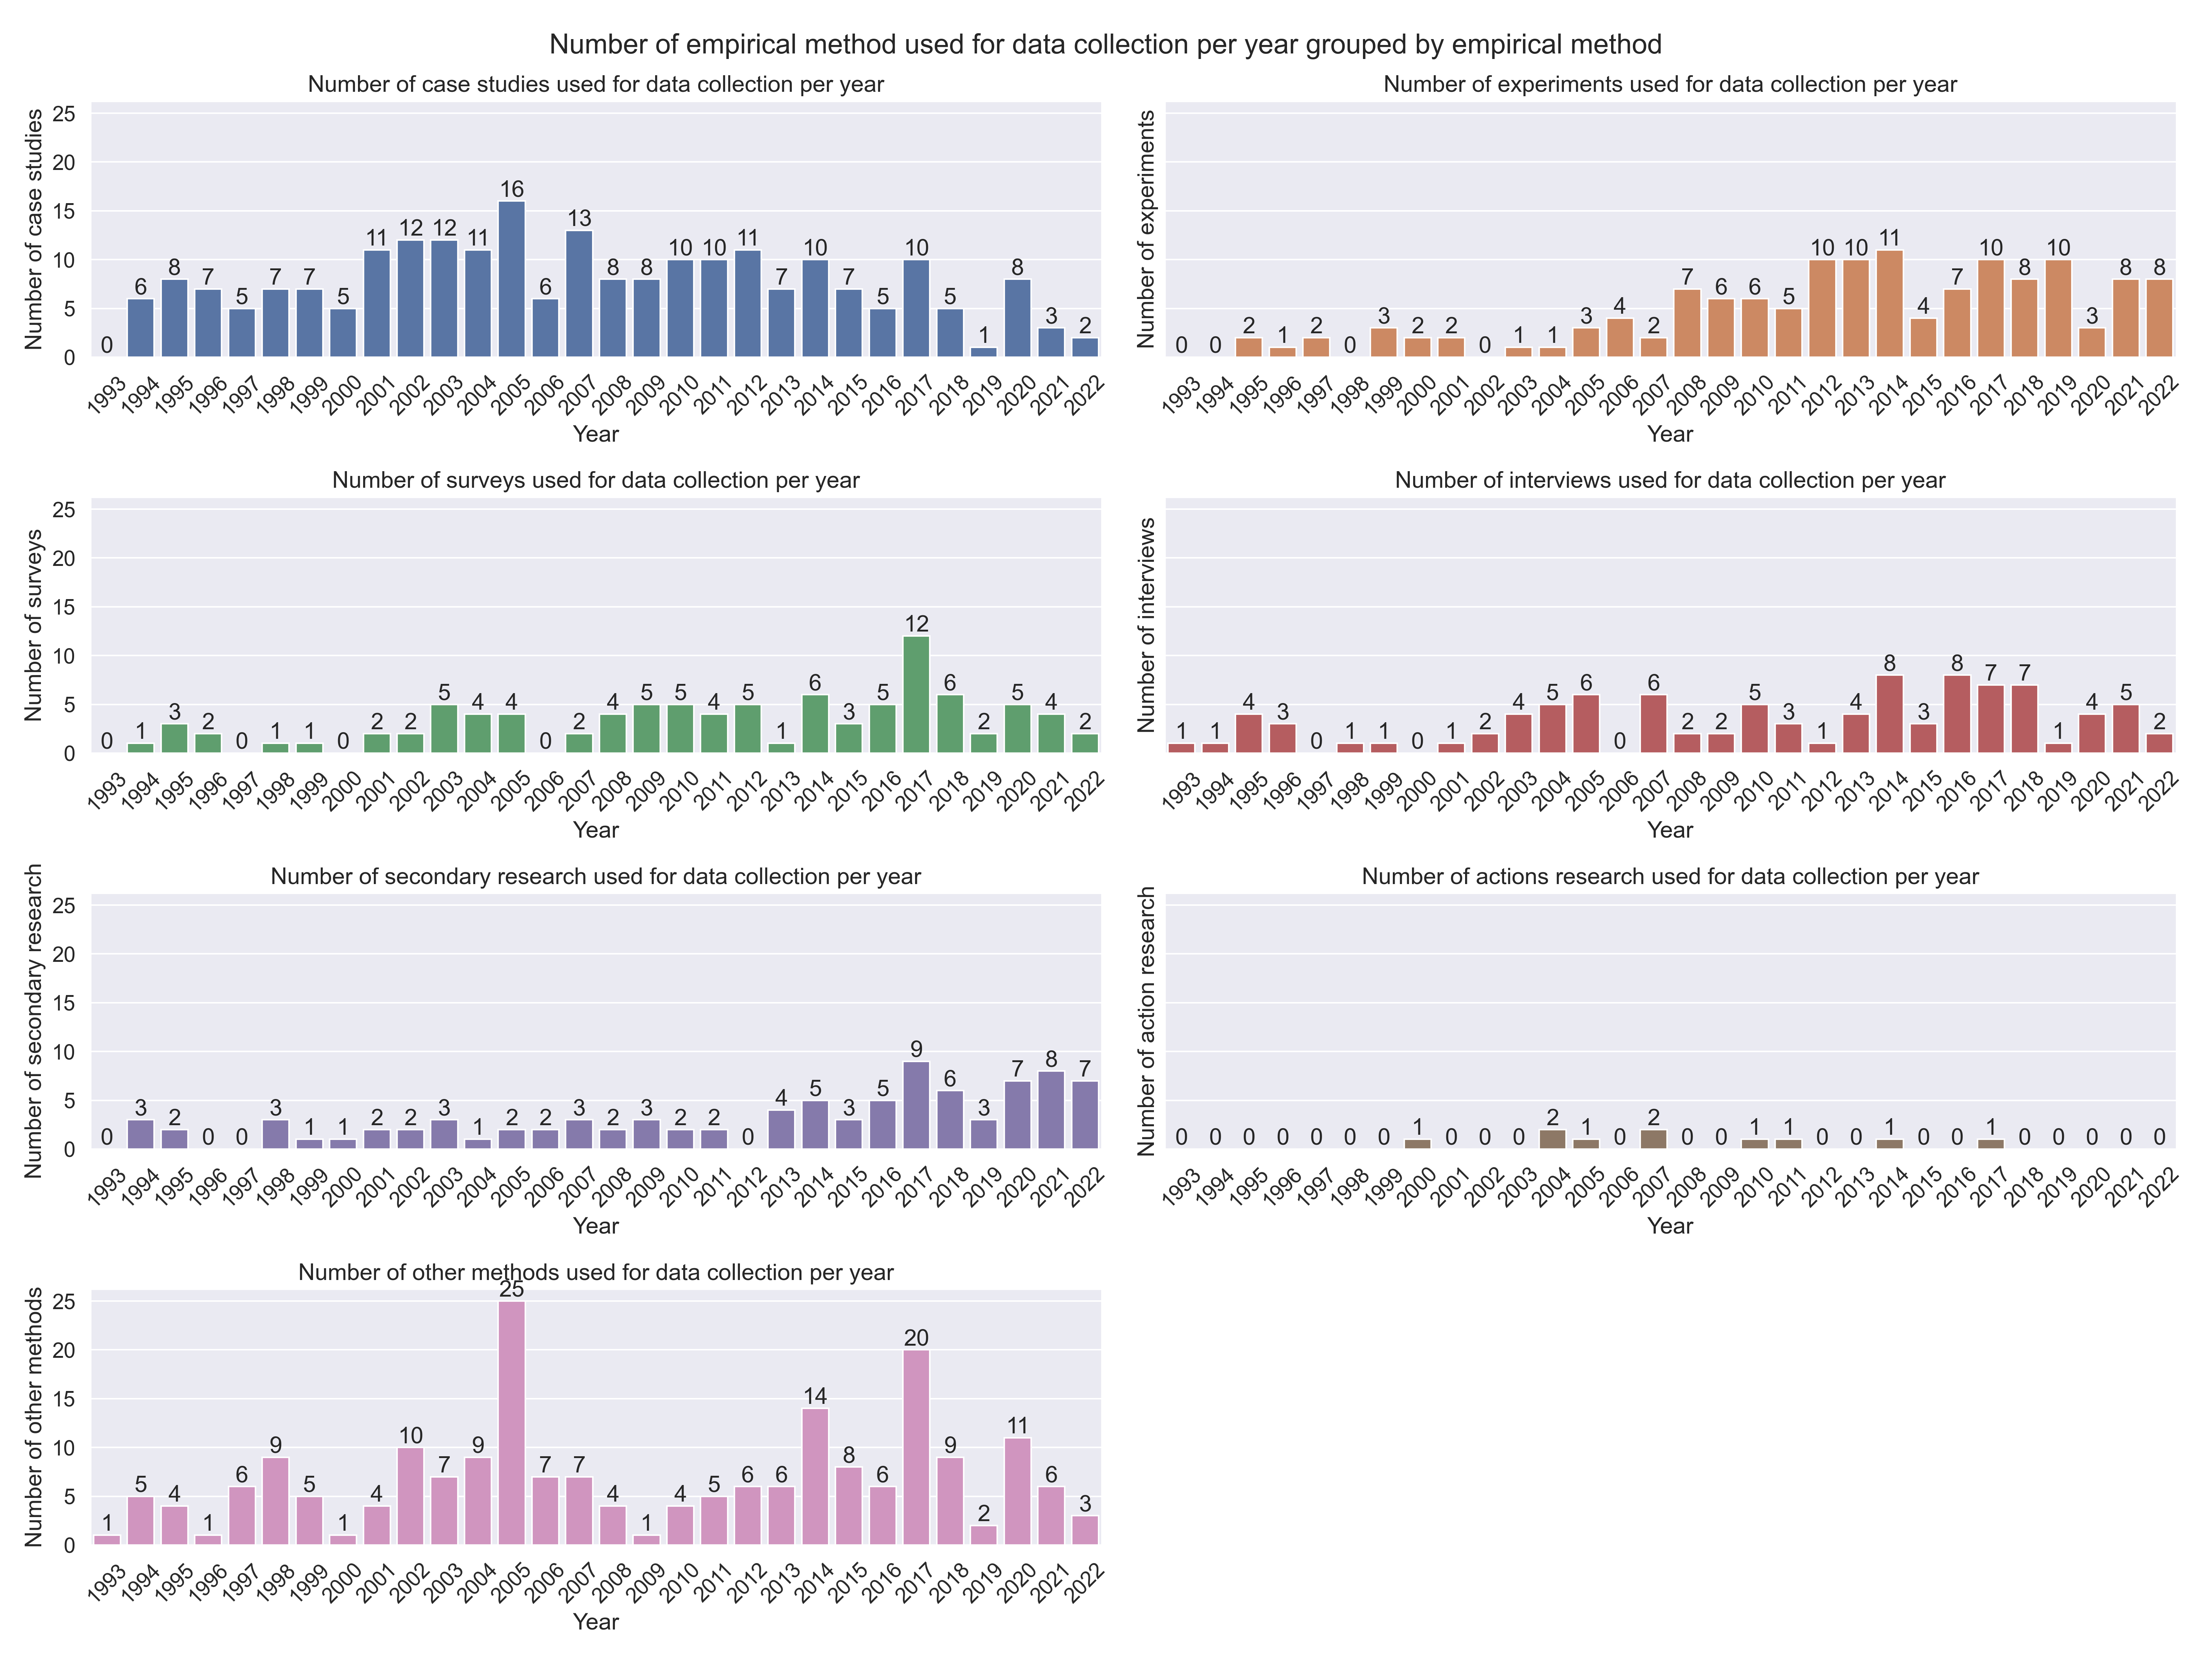 Number of empirical method used for data collection per year grouped by empirical method
Number of case studies used for data collection per year
Number of case studies
25
20
15
10
5
0
0 6 8 7 5 7 7 5 11 12 12 11 16 6 13 8 8 10 10 11 7 10 7 5 10 5 1 8 3 2
1993 1994 1995 1996 1997 1998 1999 2000 2001 2002 2003 2004 2005 2006 2007 2008 2009 2010 2011 2012 2013 2014 2015 2016 2017 2018 2019 2020 2021 2022
Year
Number of experiments used for data collection per year
Number of experiments
0 0 2 1 2 0 3 2 2 0 1 1 3 4 2 7 6 6 5 10 10 11 4 7 10 8 10 3 8 8
1993 1994 1995 1996 1997 1998 1999 2000 2001 2002 2003 2004 2005 2006 2007 2008 2009 2010 2011 2012 2013 2014 2015 2016 2017 2018 2019 2020 2021 2022
Year
Number of surveys used for data collection per year
Number of surveys
25
20
15
10
5
0
0 1 3 2 0 1 1 0 2 2 5 4 4 0 2 4 5 5 4 5 1 6 3 5 12 6 2 5 4 2
1993 1994 1995 1996 1997 1998 1999 2000 2001 2002 2003 2004 2005 2006 2007 2008 2009 2010 2011 2012 2013 2014 2015 2016 2017 2018 2019 2020 2021 2022
Year
Number of interviews used for data collection per year
Number of interviews
1 1 4 3 0 1 1 0 1 2 4 5 6 0 6 2 2 5 3 1 4 8 3 8 7 7 1 4 5 2
1993 1994 1995 1996 1997 1998 1999 2000 2001 2002 2003 2004 2005 2006 2007 2008 2009 2010 2011 2012 2013 2014 2015 2016 2017 2018 2019 2020 2021 2022
Year
Number of secondary research used for data collection per year
Number of secondary research
25
20
15
10
5
0
0 3 2 0 0 3 1 1 2 2 3 1 2 2 3 2 3 2 2 0 4 5 3 5 9 6 3 7 8 7
1993 1994 1995 1996 1997 1998 1999 2000 2001 2002 2003 2004 2005 2006 2007 2008 2009 2010 2011 2012 2013 2014 2015 2016 2017 2018 2019 2020 2021 2022
Year
Number of actions research used for data collection per year
Number of action research
0 0 0 0 0 0 0 1 0 0 0 2 1 0 2 0 0 1 1 0 0 1 0 0 1 0 0 0 0 0
1993 1994 1995 1996 1997 1998 1999 2000 2001 2002 2003 2004 2005 2006 2007 2008 2009 2010 2011 2012 2013 2014 2015 2016 2017 2018 2019 2020 2021 2022
Year
Number of other methods used for data collection per year
Number of other methods
25
20
15
10
5
0
1 5 4 1 6 9 5 1 4 10 7 9 25 7 7 4 1 4 5 6 6 14 8 6 20 9 2 11 6 3
1993 1994 1995 1996 1997 1998 1999 2000 2001 2002 2003 2004 2005 2006 2007 2008 2009 2010 2011 2012 2013 2014 2015 2016 2017 2018 2019 2020 2021 2022
Year